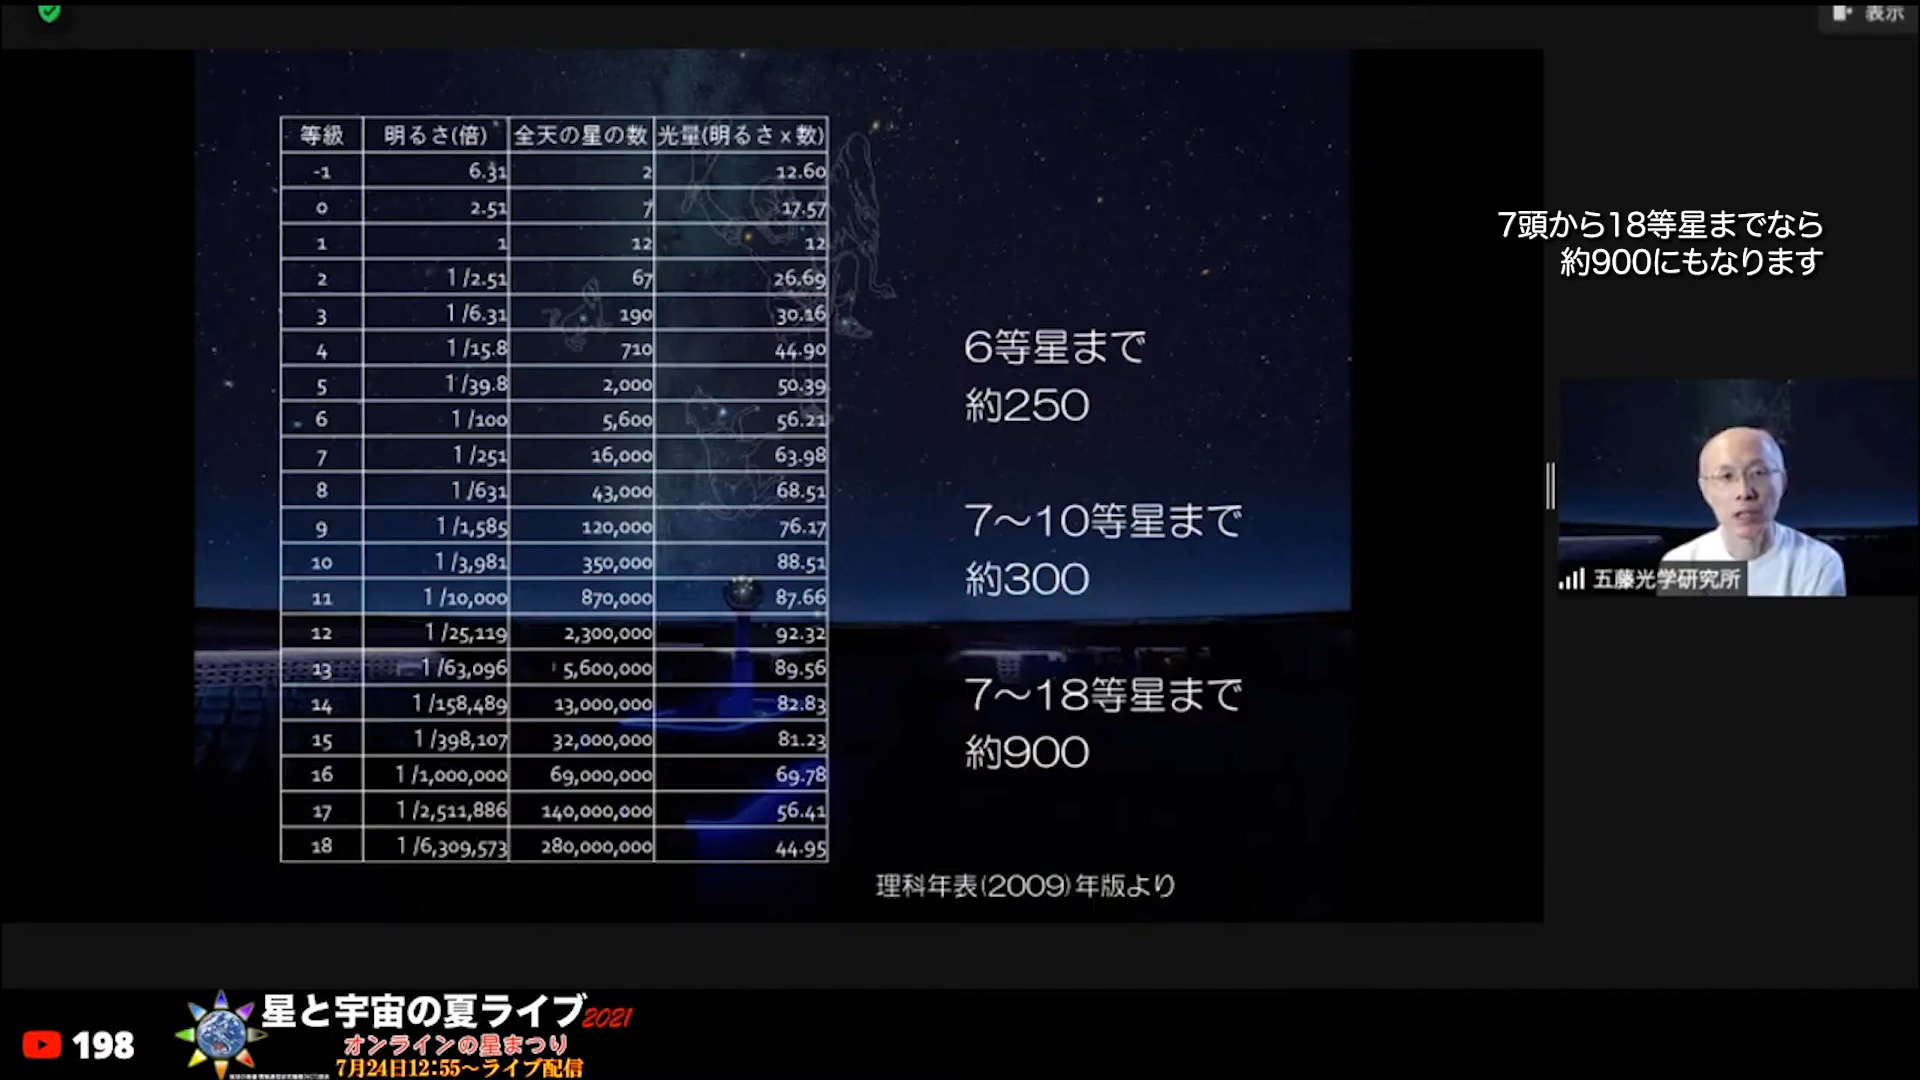 表示
等級 明るさ(倍) 全天の星の数 光量(明るさx数)
-1 6.31 2 12.60
0 2.51 7 17.57
1 1 12 12
2 1/2.51 67 26.69
3 1/6.31 190 30.16
4 1/15.8 710 44.90
5 1/39.8 2,000 50.39
6 1/100 5,600 56.21
7 1/251 16,000 63.98
8 1/631 43,000 68.51
9 1/1,585 120,000 76.17
10 1/3,981 350,000 88.51
11 1/10,000 870,000 87.66
12 1/25,119 2,300,000 92.32
13 1/63,096 5,600,000 89.56
14 1/158,489 13,000,000 82.83
15 1/398,107 32,000,000 81.23
16 1/1,000,000 69,000,000 69.78
17 1/2,511,886 140,000,000 56.41
18 1/6,309,573 280,000,000 44.95
6等星まで
約250
7〜10等星まで
約300
7〜18等星まで
約900
理科年表(2009)年版より
7頭から18等星までなら
約900にもなります
五藤光学研究所
198
星と宇宙の夏ライブ2021
オンラインの星まつり
7月24日12:55〜ライブ配信